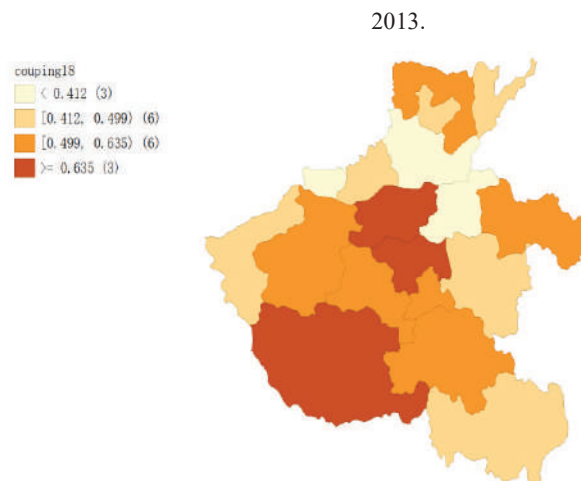 2013.
couping18
< 0.412 (3)
[0.412, 0.499) (6)
[0.499, 0.635) (6)
>= 0.635 (3)